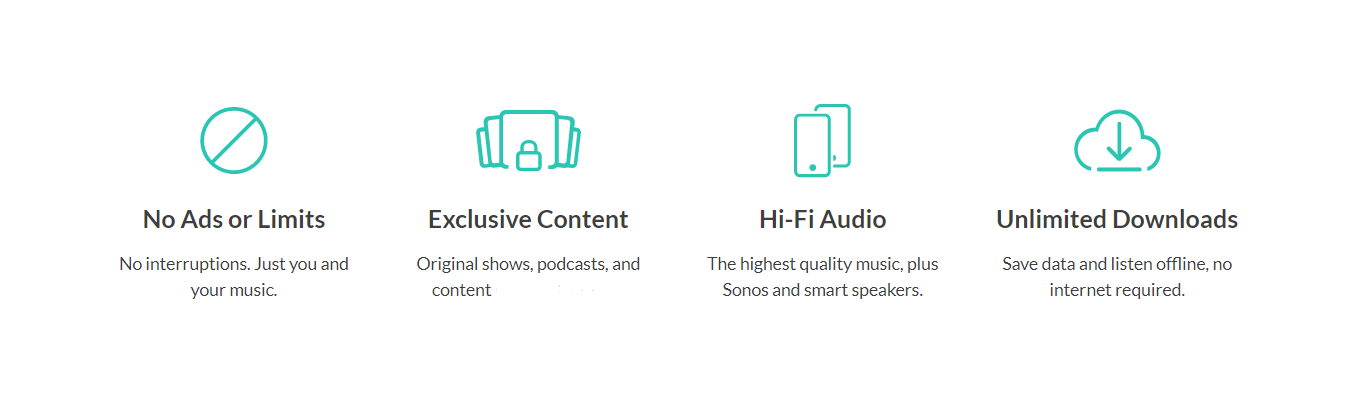 No Ads or Limits
No interruptions. Just you and
your music.
Exclusive Content
Original shows, podcasts, and
content
Hi-Fi Audio
The highest quality music, plus
Sonos and smart speakers.
Unlimited Downloads
Save data and listen offline, no
internet required.